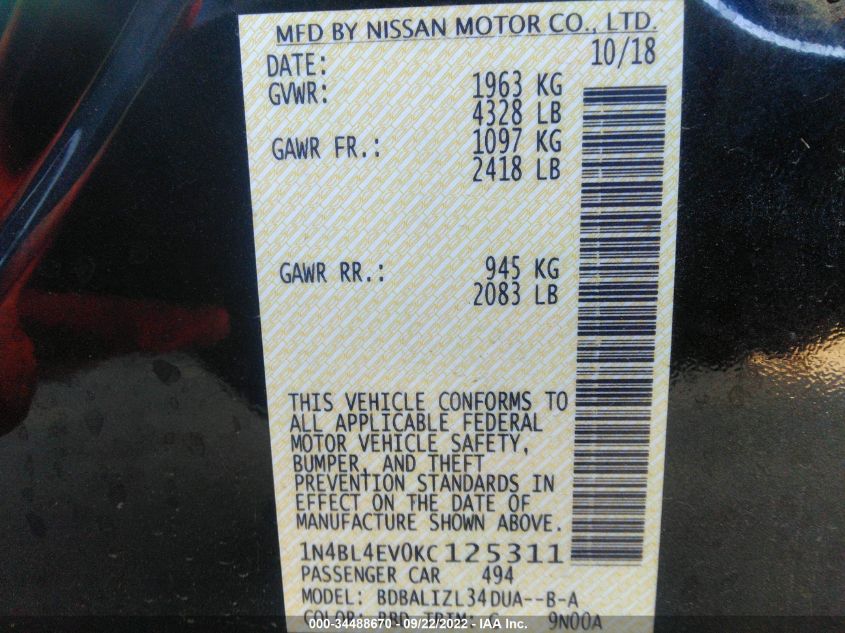 MFD BY NISSAN MOTOR CO., LTD.
DATE: 10/18
GVWR: 1963 KG
4328 LB
GAWR FR.: 1097 KG
2418 LB
GAWR RR.: 945 KG
2083 LB
THIS VEHICLE CONFORMS TO
ALL APPLICABLE FEDERAL
MOTOR VEHICLE SAFETY,
BUMPER, AND THEFT
PREVENTION STANDARDS IN
EFFECT ON THE DATE OF
MANUFACTURE SHOWN ABOVE.
1N4BL4EV0KC125311
PASSENGER CAR 494
MODEL: BDBALIZL34DUA--B-A
COLOR: TRIM 9N00A
000-34488670 - 09/22/2022 - IAA Inc.